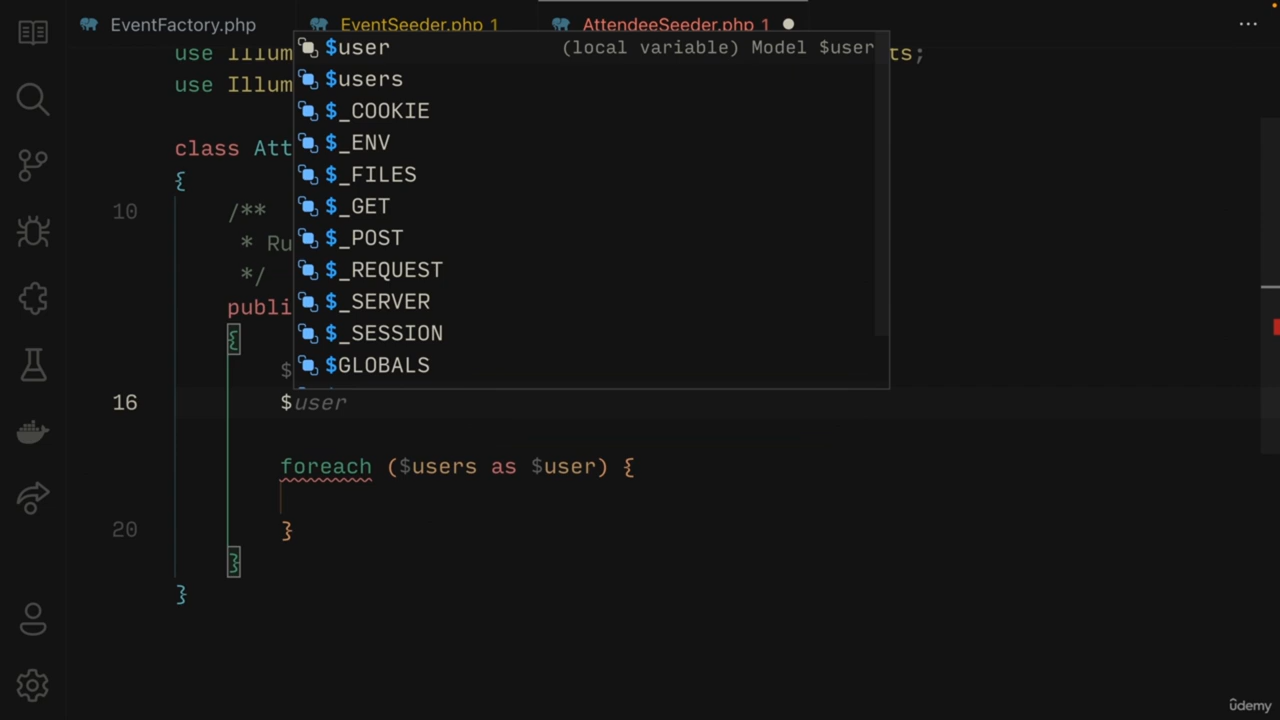 EventFactory.php EventSeeder.php 1 AttendeeSeeder.php 1
use Illum ts;
use Illum
$user (local variable) Model $user
$users
$_COOKIE
$_ENV
$_FILES
$_GET
$_POST
$_REQUEST
$_SERVER
$_SESSION
$GLOBALS
class Att
{
10 /**
* Ru
*/
publi
{
$
16 $user
foreach ($users as $user) {
20 }
}
}
udemy